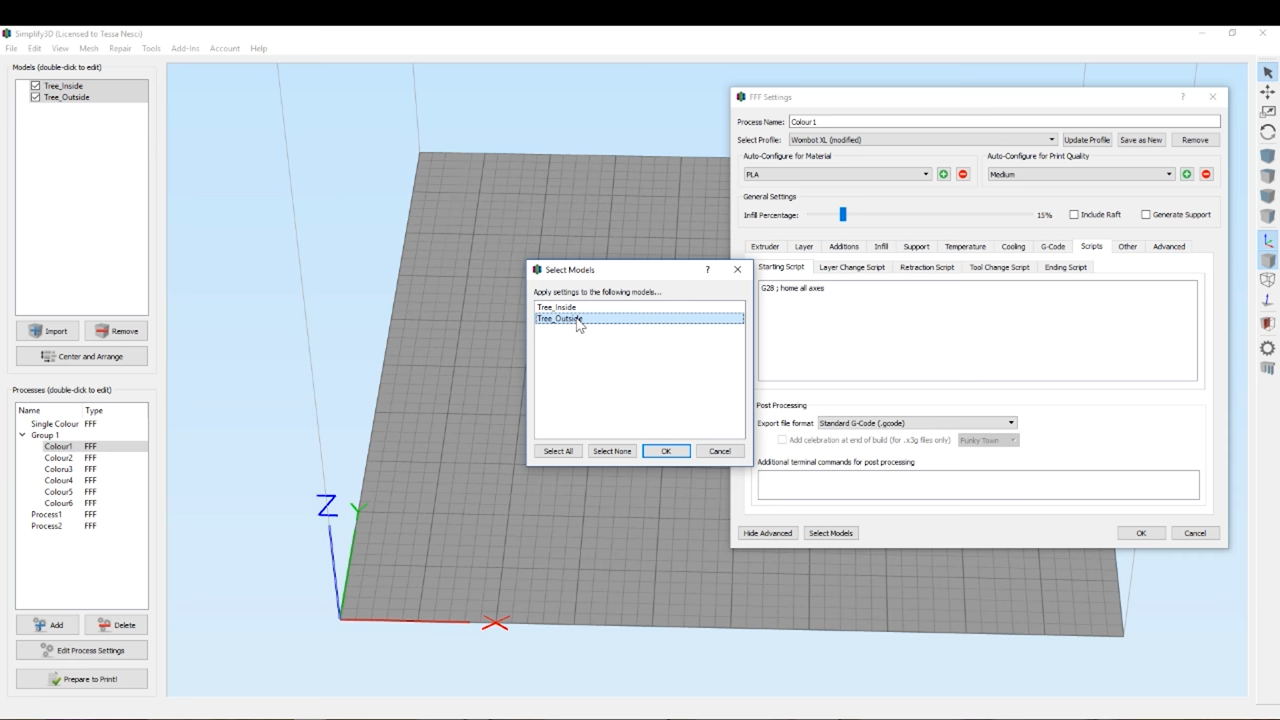 Simplify3D (Licensed to Tessa Nesci)
File Edit View Mesh Repair Tools Add-Ins Account Help
Models (double-click to edit)
Tree_Inside
Tree_Outside
Import Remove
Center and Arrange
Processes (double-click to edit)
Name Type
Single Colour FFF
Group 1
Colour1 FFF
Colour2 FFF
Coloru3 FFF
Colour4 FFF
Colour5 FFF
Colour6 FFF
Process1 FFF
Process2 FFF
Add Delete
Edit Process Settings
Prepare to Print!
Z
Y
X
Select Models ?
Apply settings to the following models...
Tree_Inside
Tree_Outside
Select All Select None OK Cancel
FFF Settings ?
Process Name: Colour1
Select Profile: Wombot XL (modified) Update Profile Save as New Remove
Auto-Configure for Material Auto-Configure for Print Quality
PLA Medium
General Settings
Infill Percentage: 15% Include Raft Generate Support
Extruder Layer Additions Infill Support Temperature Cooling G-Code Scripts Other Advanced
Starting Script Layer Change Script Retraction Script Tool Change Script Ending Script
G28 ; home all axes
Post Processing
Export file format Standard G-Code (.gcode)
Add celebration at end of build (for .x3g files only) Funky Town
Additional terminal commands for post processing
Hide Advanced Select Models OK Cancel